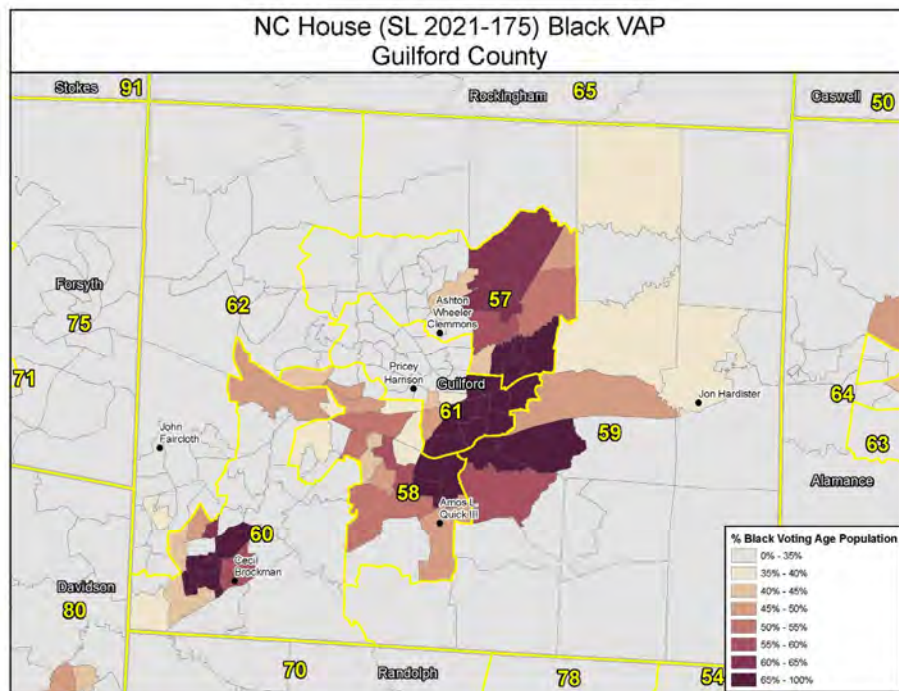 NC House (SL 2021-175) Black VAP
Guilford County
Stokes
91
Rockingham
65
Caswell
50
Forsyth
75
62
57
Ashton
Wheeler
Clemmons
71
Pricey
Harrison
Guilford
61
Jon Hardister
64
63
59
John
Faircloth
Alamance
58
Amos L.
Quick III
60
Cecil
Brockman
Davidson
80
70
Randolph
78
54
% Black Voting Age Population
0% - 35%
35% - 40%
40% - 45%
45% - 50%
50% - 55%
55% - 60%
60% - 65%
65% - 100%